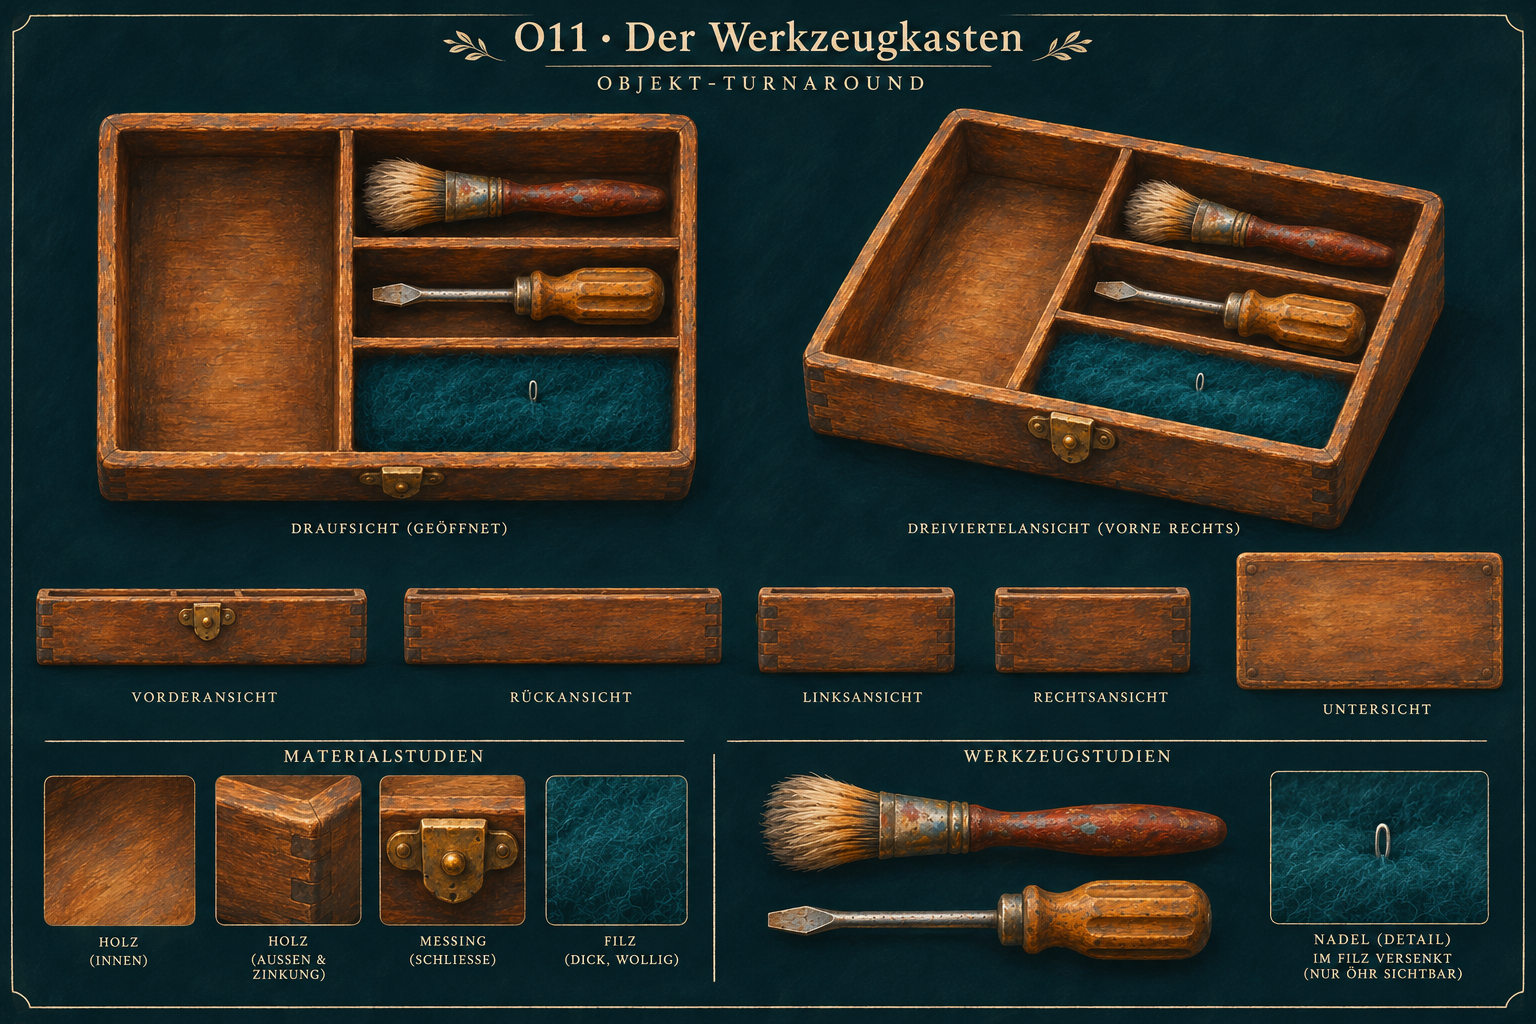 O11 · Der Werkzeugkasten
OBJEKT-TURNAROUND
DRAUFSICHT (GEÖFFNET)
DREIVIERTELANSICHT (VORNE RECHTS)
VORDERANSICHT
RÜCKANSICHT
LINKSANSICHT
RECHTSANSICHT
UNTERSICHT
MATERIALSTUDIEN
HOLZ
(INNEN)
HOLZ
(AUSSEN &
ZINKUNG)
MESSING
(SCHLIESSE)
FILZ
(DICK, WOLLIG)
WERKZEUGSTUDIEN
NADEL (DETAIL)
IM FILZ VERSENKT
(NUR ÖHR SICHTBAR)